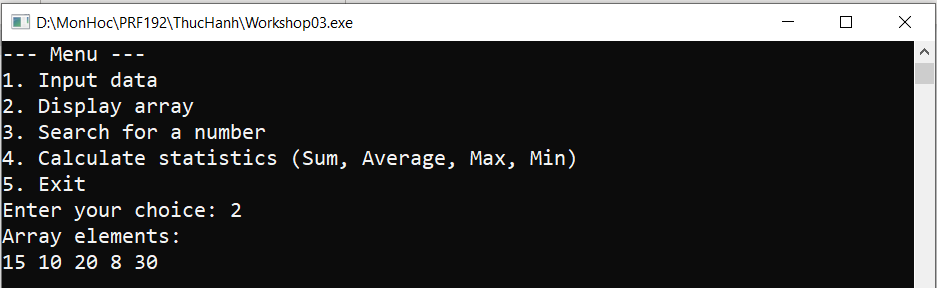 D:\MonHoc\PRF192\ThucHanh\Workshop03.exe
--- Menu ---
1. Input data
2. Display array
3. Search for a number
4. Calculate statistics (Sum, Average, Max, Min)
5. Exit
Enter your choice: 2
Array elements:
15 10 20 8 30